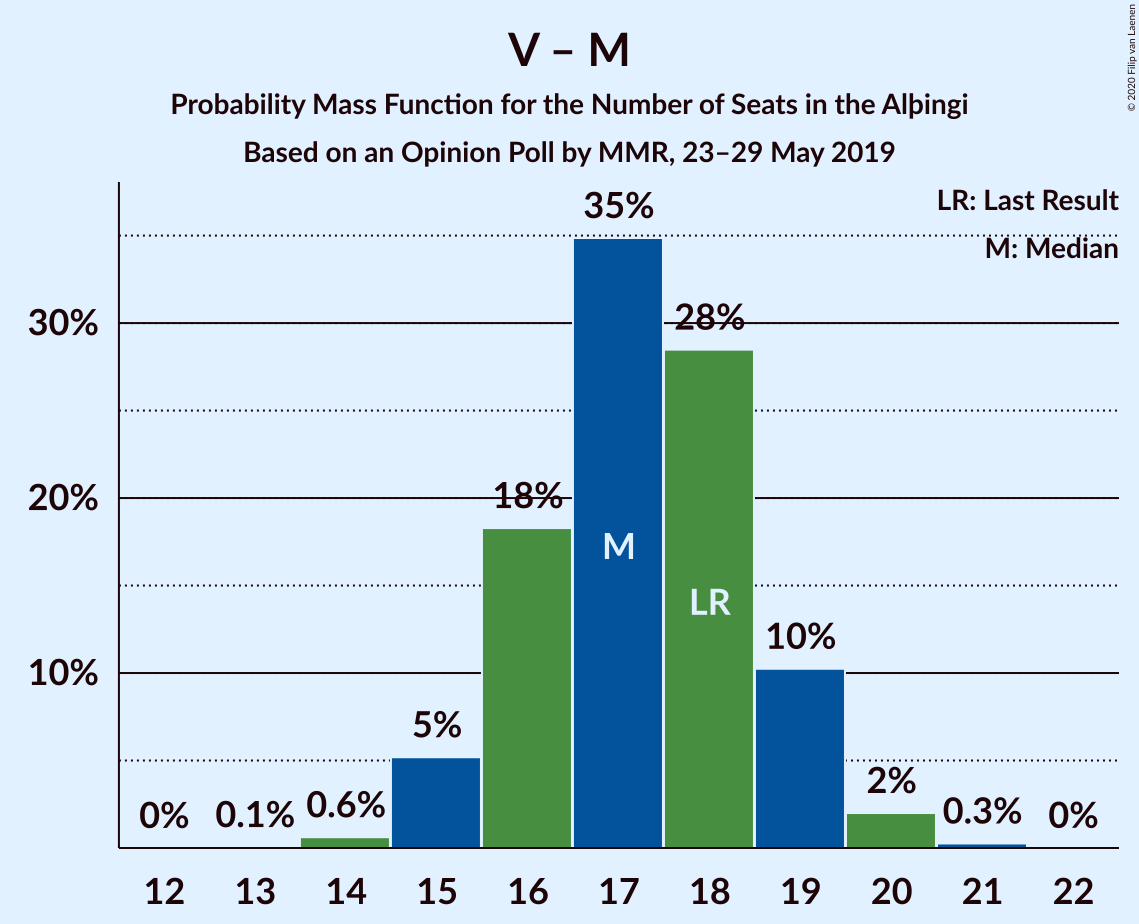 V – M
Probability Mass Function for the Number of Seats in the Alþingi
Based on an Opinion Poll by MMR, 23–29 May 2019
© 2020 Filip van Laenen
LR: Last Result
M: Median
35%
30%
28%
20%
18%
M
LR
10%
10%
5%
0%
0.1%
0.6%
2%
0.3%
0%
12 13 14 15 16 17 18 19 20 21 22